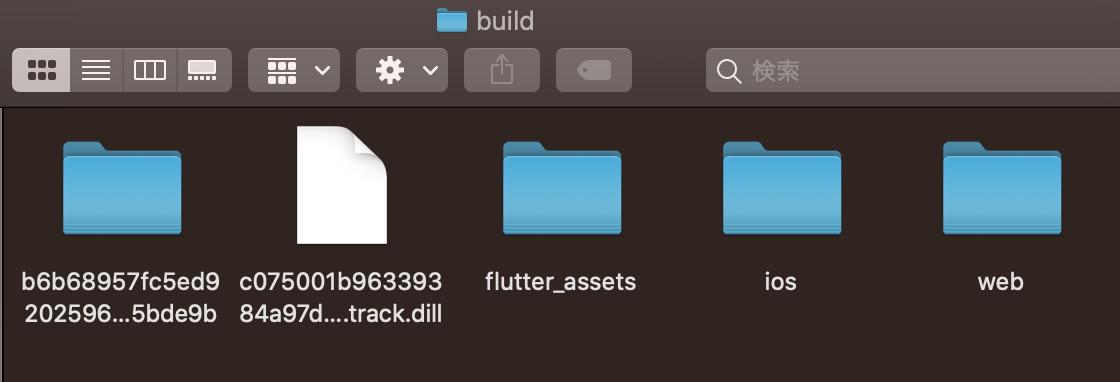 build
検索
b6b68957fc5ed9
202596...5bde9b
c075001b963393
84a97d....track.dill
flutter_assets
ios
web